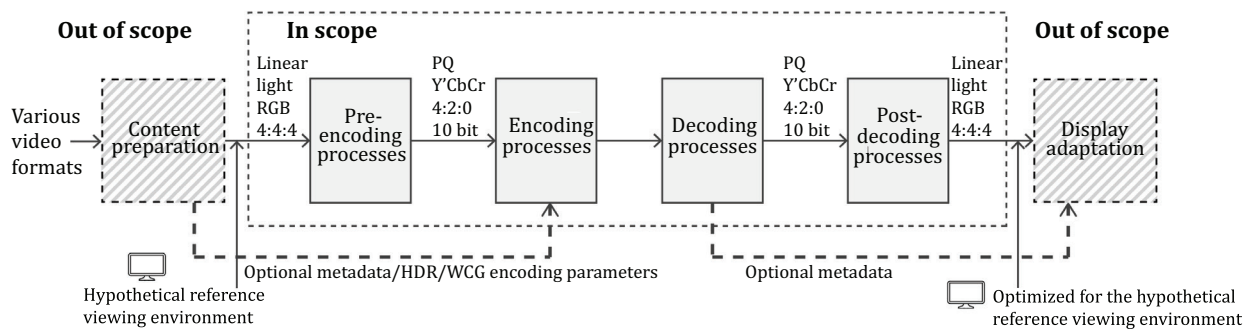 Out of scope
In scope
Out of scope
Various
video
formats
Content
preparation
Linear
light
RGB
4:4:4
Pre-
encoding
processes
PQ
Y'CbCr
4:2:0
10 bit
Encoding
processes
Decoding
processes
PQ
Y'CbCr
4:2:0
10 bit
Post-
decoding
processes
Linear
light
RGB
4:4:4
Display
adaptation
Optional metadata/HDR/WCG encoding parameters
Optional metadata
Hypothetical reference
viewing environment
Optimized for the hypothetical
reference viewing environment